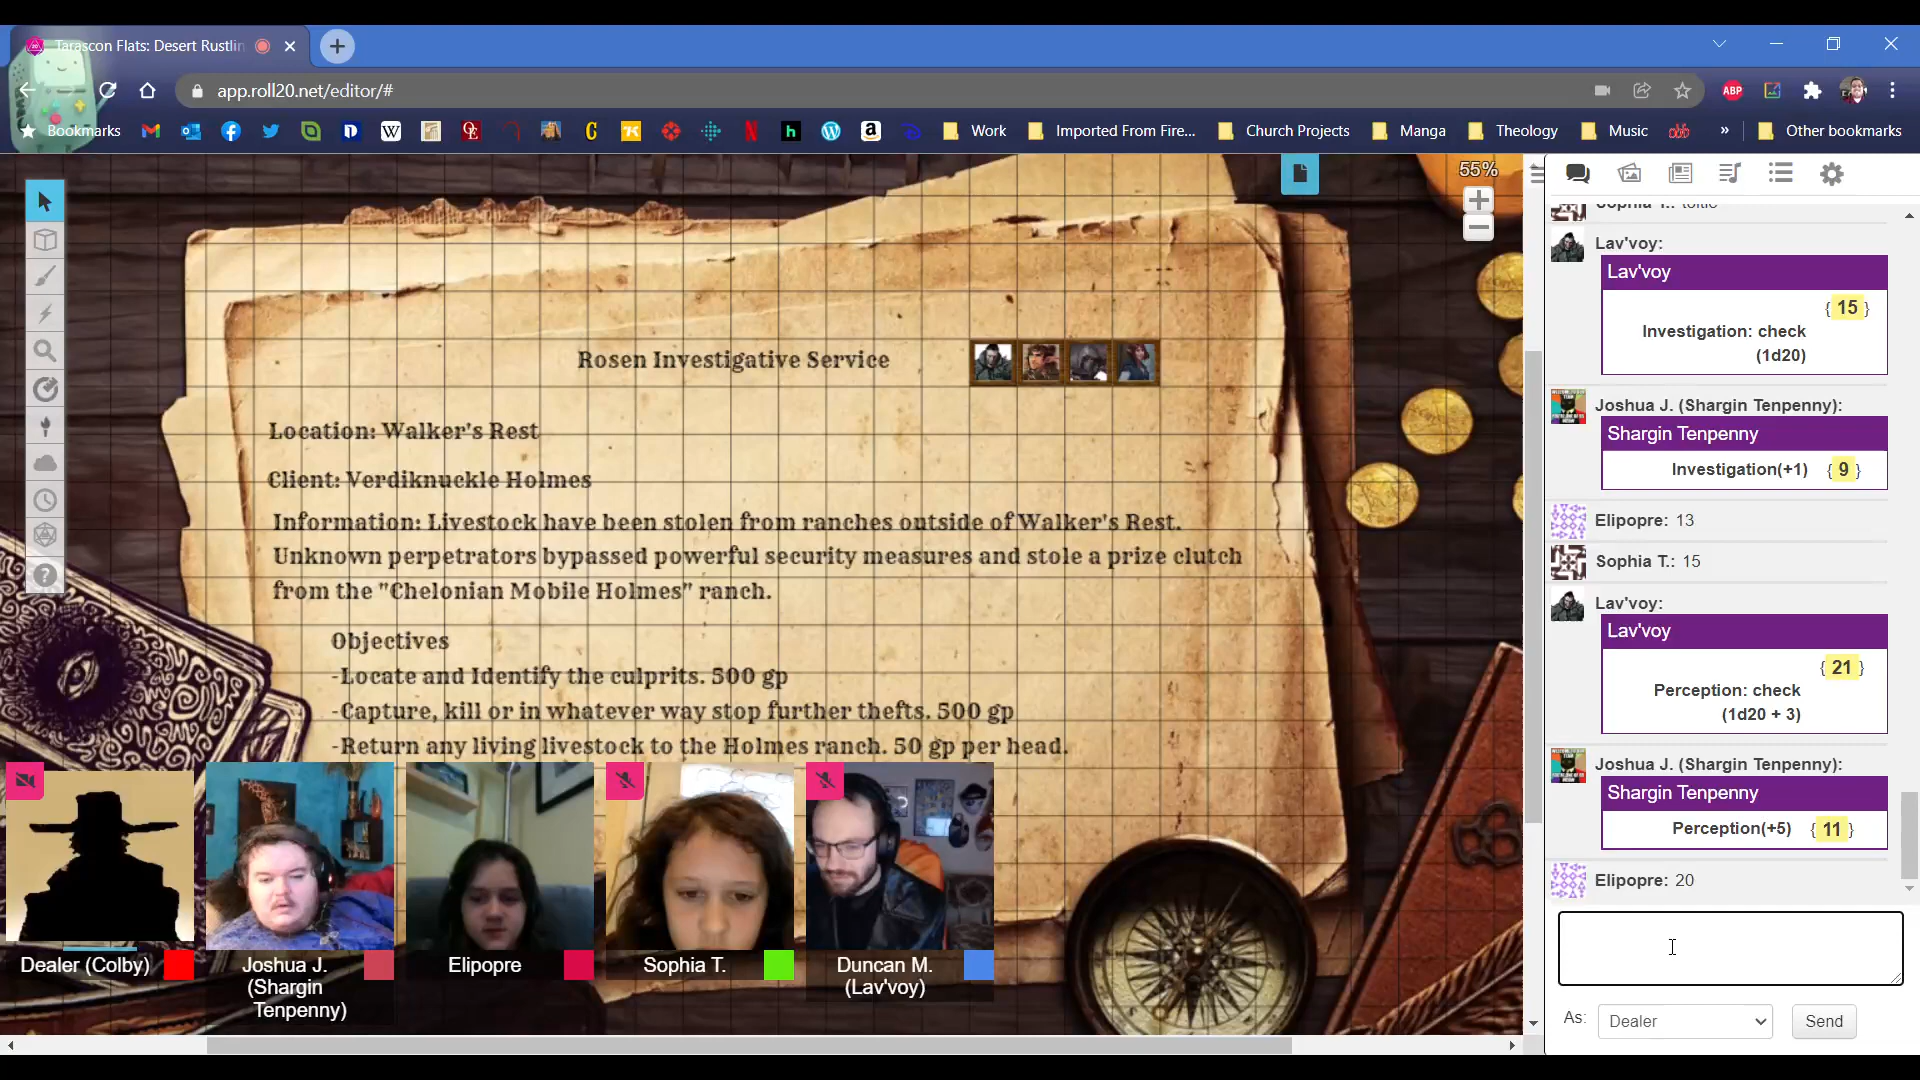 Tarascon Flats: Desert Rustlin
app.roll20.net/editor/#
ABP
Bookmarks
Work
Imported From Fire...
Church Projects
Manga
Theology
Music
»
Other bookmarks
55%
Rosen Investigative Service
Location: Walker's Rest
Client: Verdiknuckle Holmes
Information: Livestock have been stolen from ranches outside of Walker's Rest.
Unknown perpetrators bypassed powerful security measures and stole a prize clutch
from the "Chelonian Mobile Holmes" ranch.
Objectives
-Locate and Identify the culprits. 500 gp
-Capture, kill or in whatever way stop further thefts. 500 gp
-Return any living livestock to the Holmes ranch. 50 gp per head.
Dealer (Colby)
Joshua J.
(Shargin
Tenpenny)
Elipopre
Sophia T.
Duncan M.
(Lav'voy)
Sophia T.:
Lav'voy:
Lav'voy
{ 15 }
Investigation: check
(1d20)
Joshua J. (Shargin Tenpenny):
Shargin Tenpenny
Investigation(+1) { 9 }
Elipopre: 13
Sophia T.: 15
Lav'voy:
Lav'voy
{ 21 }
Perception: check
(1d20 + 3)
Joshua J. (Shargin Tenpenny):
Shargin Tenpenny
Perception(+5) { 11 }
Elipopre: 20
As:
Dealer
Send